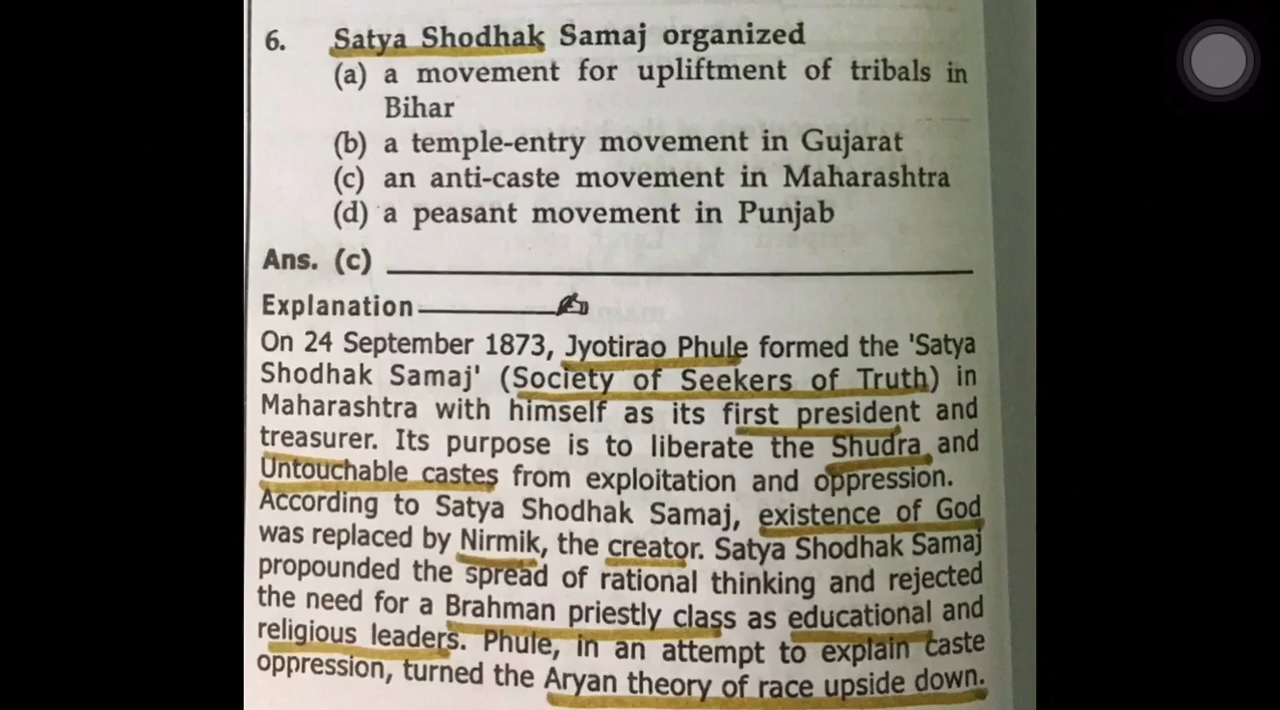 6. Satya Shodhak Samaj organized
(a) a movement for upliftment of tribals in
Bihar
(b) a temple-entry movement in Gujarat
(c) an anti-caste movement in Maharashtra
(d) a peasant movement in Punjab
Ans. (c)
Explanation
On 24 September 1873, Jyotirao Phule formed the 'Satya
Shodhak Samaj' (Society of Seekers of Truth) in
Maharashtra with himself as its first president and
treasurer. Its purpose is to liberate the Shudra and
Untouchable castes from exploitation and oppression.
According to Satya Shodhak Samaj, existence of God
was replaced by Nirmik, the creator. Satya Shodhak Samaj
propounded the spread of rational thinking and rejected
the need for a Brahman priestly class as educational and
religious leaders. Phule, in an attempt to explain caste
oppression, turned the Aryan theory of race upside down.